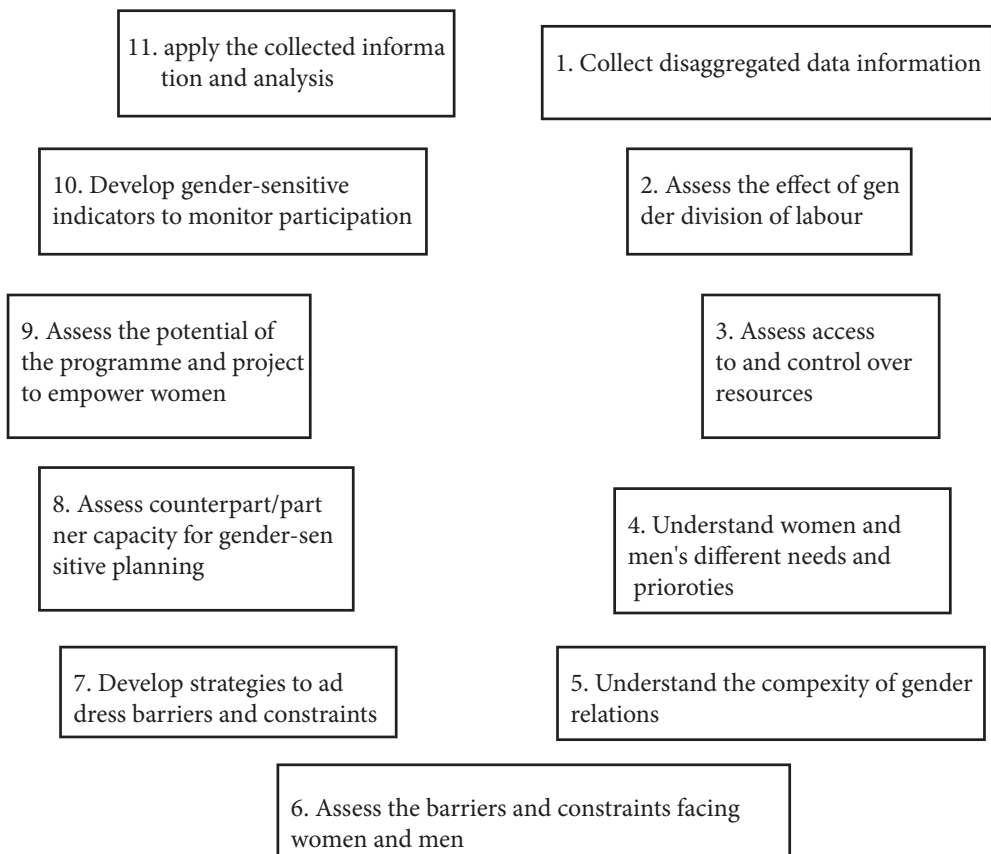 11. apply the collected informa
tion and analysis
1. Collect disaggregated data information
10. Develop gender-sensitive
indicators to monitor participation
2. Assess the effect of gen
der division of labour
9. Assess the potential of
the programme and project
to empower women
3. Assess access
to and control over
resources
8. Assess counterpart/part
ner capacity for gender-sen
sitive planning
4. Understand women and
men's different needs and
prioroties
7. Develop strategies to ad
dress barriers and constraints
5. Understand the compexity of gender
relations
6. Assess the barriers and constraints facing
women and men